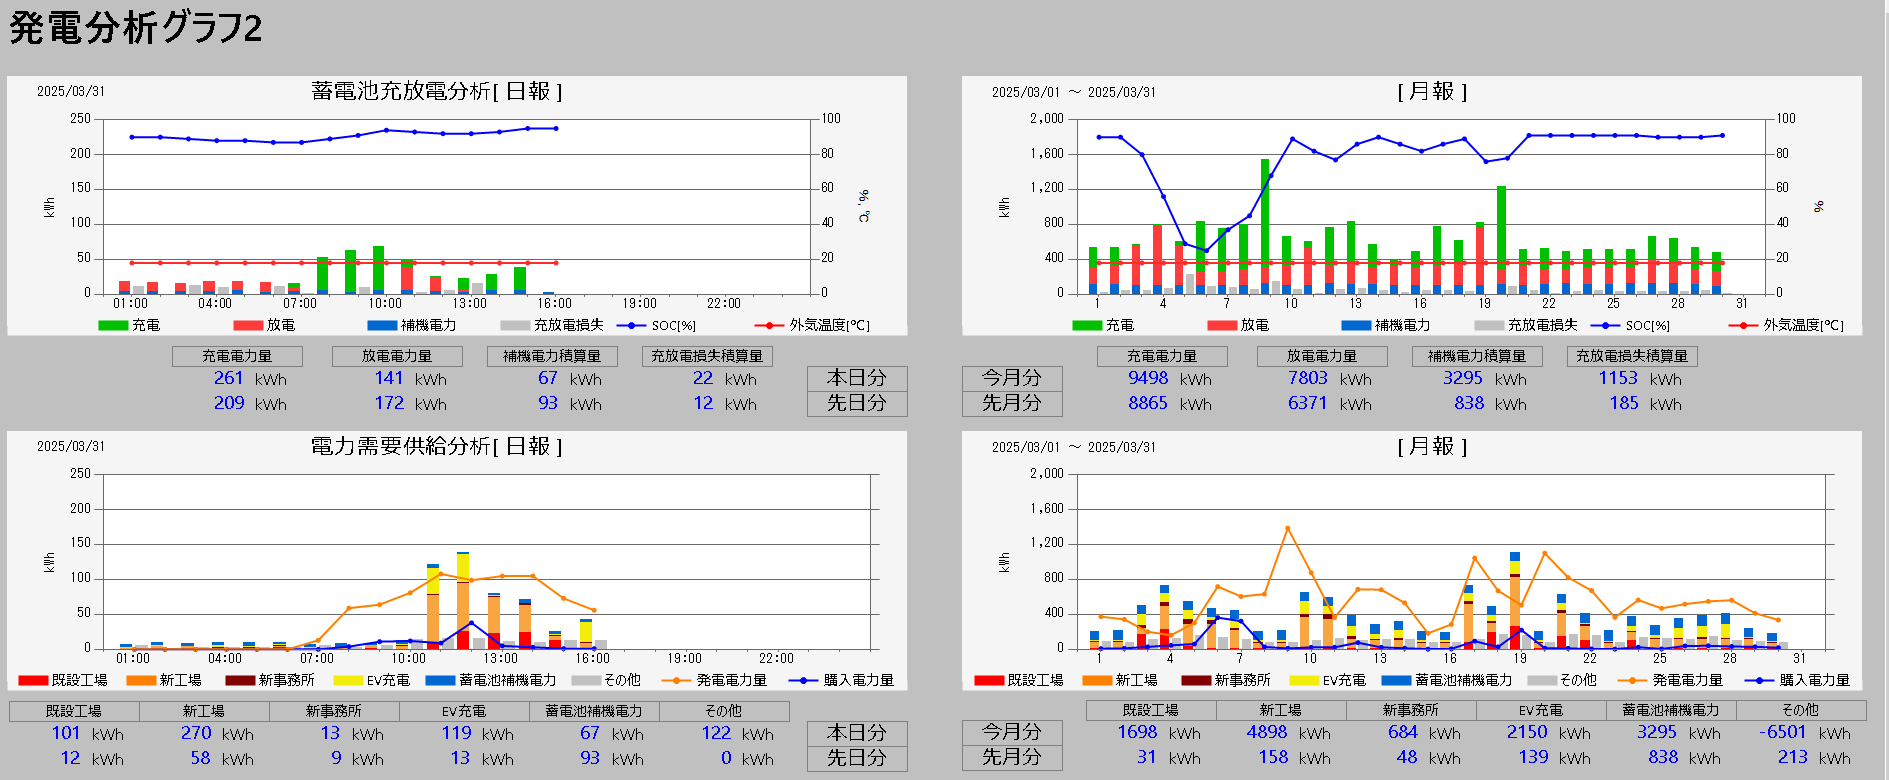 発電分析グラフ2
2025/03/31
蓄電池充放電分析[ 日報 ]
250
200
150
100
50
0
kWh
100
80
60
40
20
0
%, ℃
01:00 04:00 07:00 10:00 13:00 16:00 19:00 22:00
充電 放電 補機電力 充放電損失 SOC[%] 外気温度[℃]
充電電力量 放電電力量 補機電力積算量 充放電損失積算量
261 kWh 141 kWh 67 kWh 22 kWh 本日分
209 kWh 172 kWh 93 kWh 12 kWh 先日分
2025/03/01 ～ 2025/03/31
[ 月報 ]
2,000
1,600
1,200
800
400
0
kWh
100
80
60
40
20
0
%
1 4 7 10 13 16 19 22 25 28 31
充電 放電 補機電力 充放電損失 SOC[%] 外気温度[℃]
充電電力量 放電電力量 補機電力積算量 充放電損失積算量
今月分 9498 kWh 7803 kWh 3295 kWh 1153 kWh
先月分 8865 kWh 6371 kWh 838 kWh 185 kWh
2025/03/31
電力需要供給分析[ 日報 ]
250
200
150
100
50
0
kWh
01:00 04:00 07:00 10:00 13:00 16:00 19:00 22:00
既設工場 新工場 新事務所 EV充電 蓄電池補機電力 その他 発電電力量 購入電力量
既設工場 新工場 新事務所 EV充電 蓄電池補機電力 その他
101 kWh 270 kWh 13 kWh 119 kWh 67 kWh 122 kWh 本日分
12 kWh 58 kWh 9 kWh 13 kWh 93 kWh 0 kWh 先日分
2025/03/01 ～ 2025/03/31
[ 月報 ]
2,000
1,600
1,200
800
400
0
kWh
1 4 7 10 13 16 19 22 25 28 31
既設工場 新工場 新事務所 EV充電 蓄電池補機電力 その他 発電電力量 購入電力量
既設工場 新工場 新事務所 EV充電 蓄電池補機電力 その他
今月分 1698 kWh 4898 kWh 684 kWh 2150 kWh 3295 kWh -6501 kWh
先月分 31 kWh 158 kWh 48 kWh 139 kWh 838 kWh 213 kWh